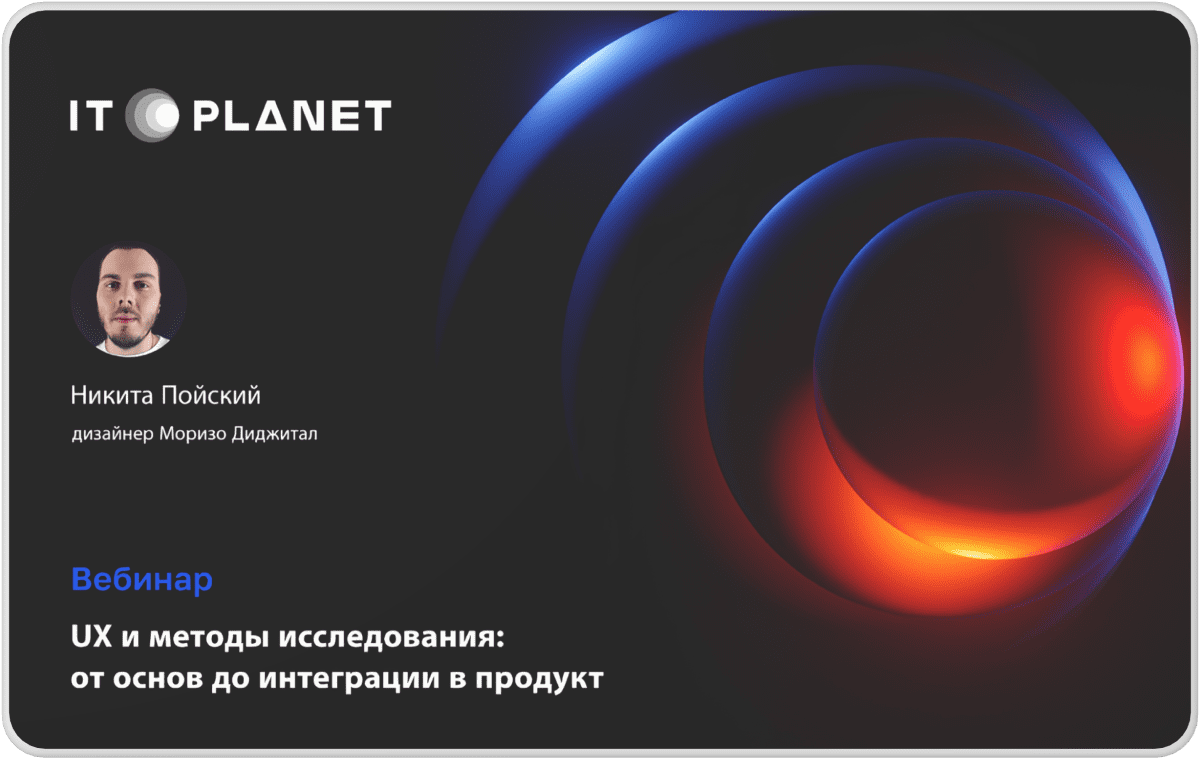 IT PLANET
Никита Пойский
дизайнер Моризо Диджитал
Вебинар
UX и методы исследования:
от основ до интеграции в продукт